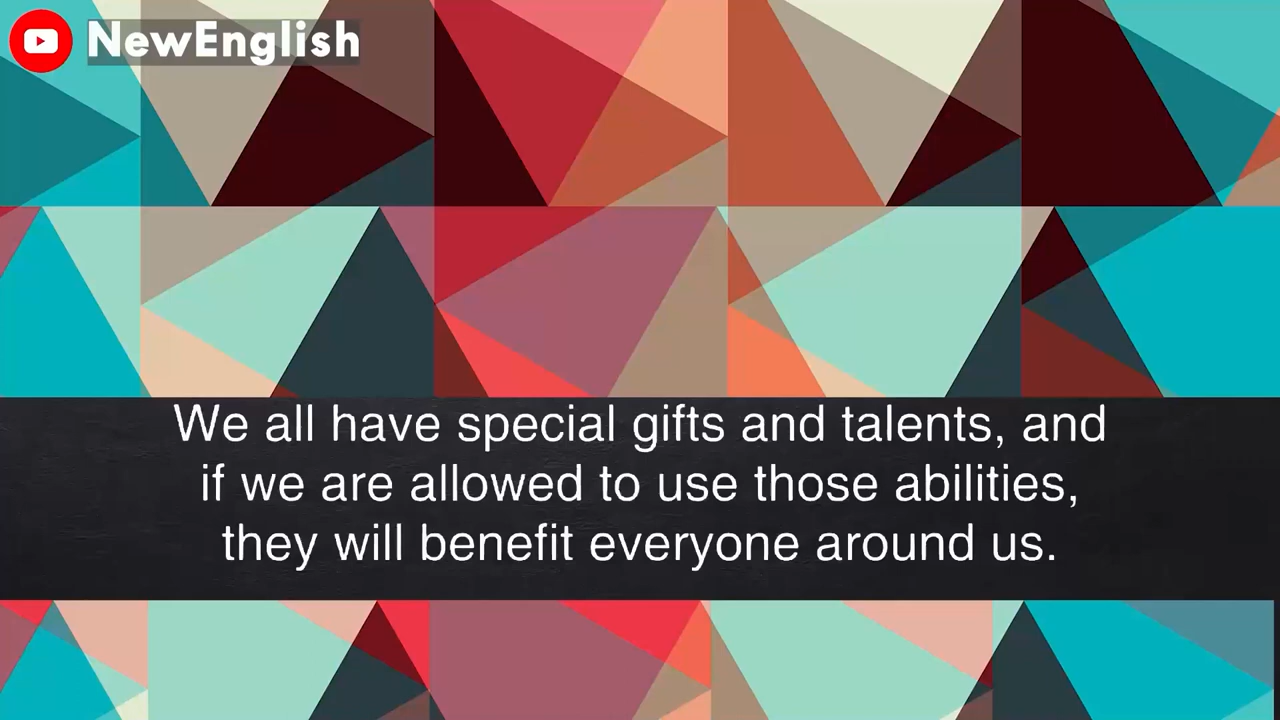 NewEnglish
We all have special gifts and talents, and
if we are allowed to use those abilities,
they will benefit everyone around us.